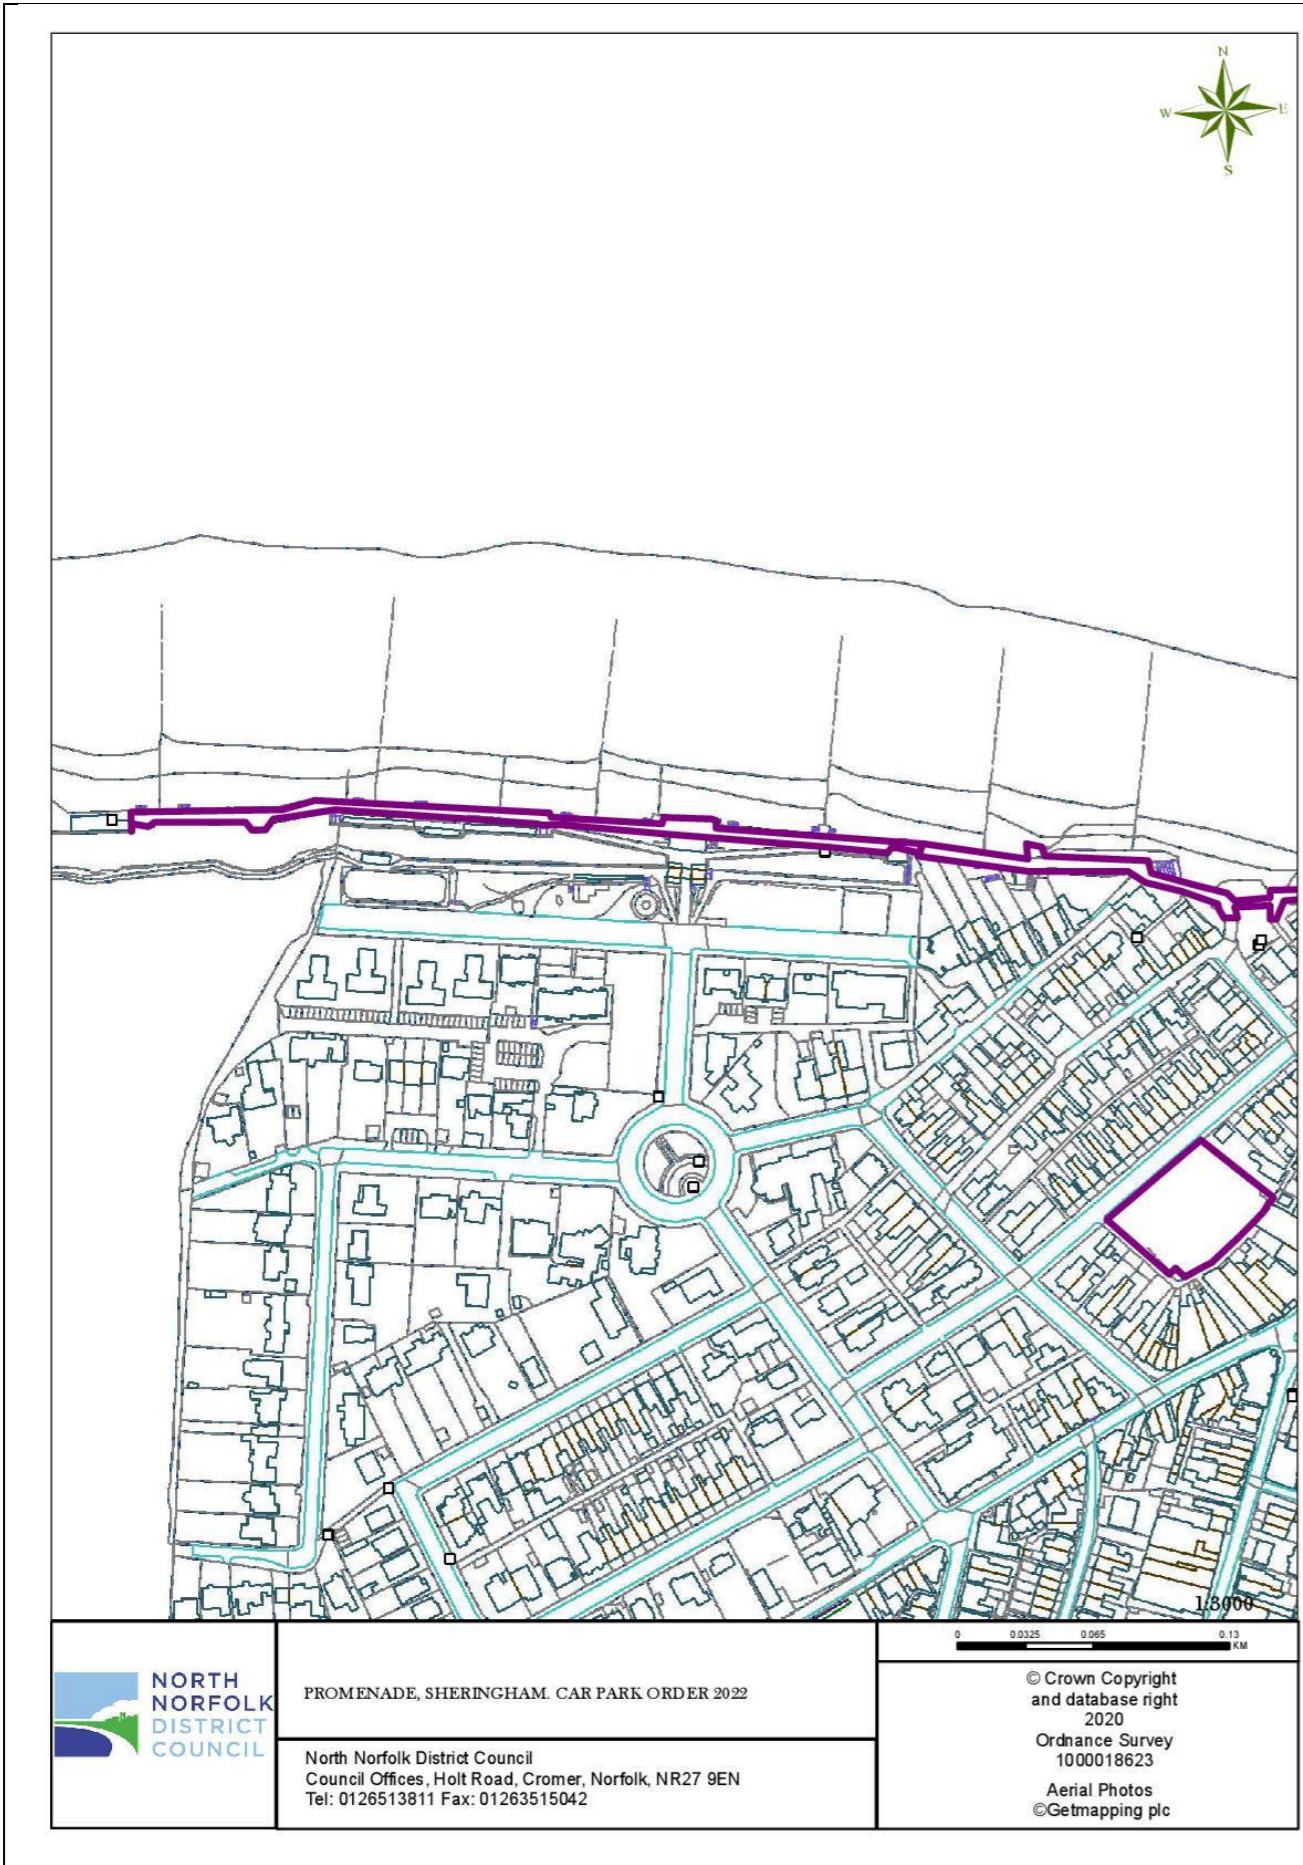 N
W E
S
1:3000
NORTH
NORFOLK
DISTRICT
COUNCIL
PROMENADE, SHERINGHAM. CAR PARK ORDER 2022
North Norfolk District Council
Council Offices, Holt Road, Cromer, Norfolk, NR27 9EN
Tel: 0126513811 Fax: 01263515042
0 0.0325 0.065 0.13
KM
© Crown Copyright
and database right
2020
Ordnance Survey
1000018623
Aerial Photos
©Getmapping plc